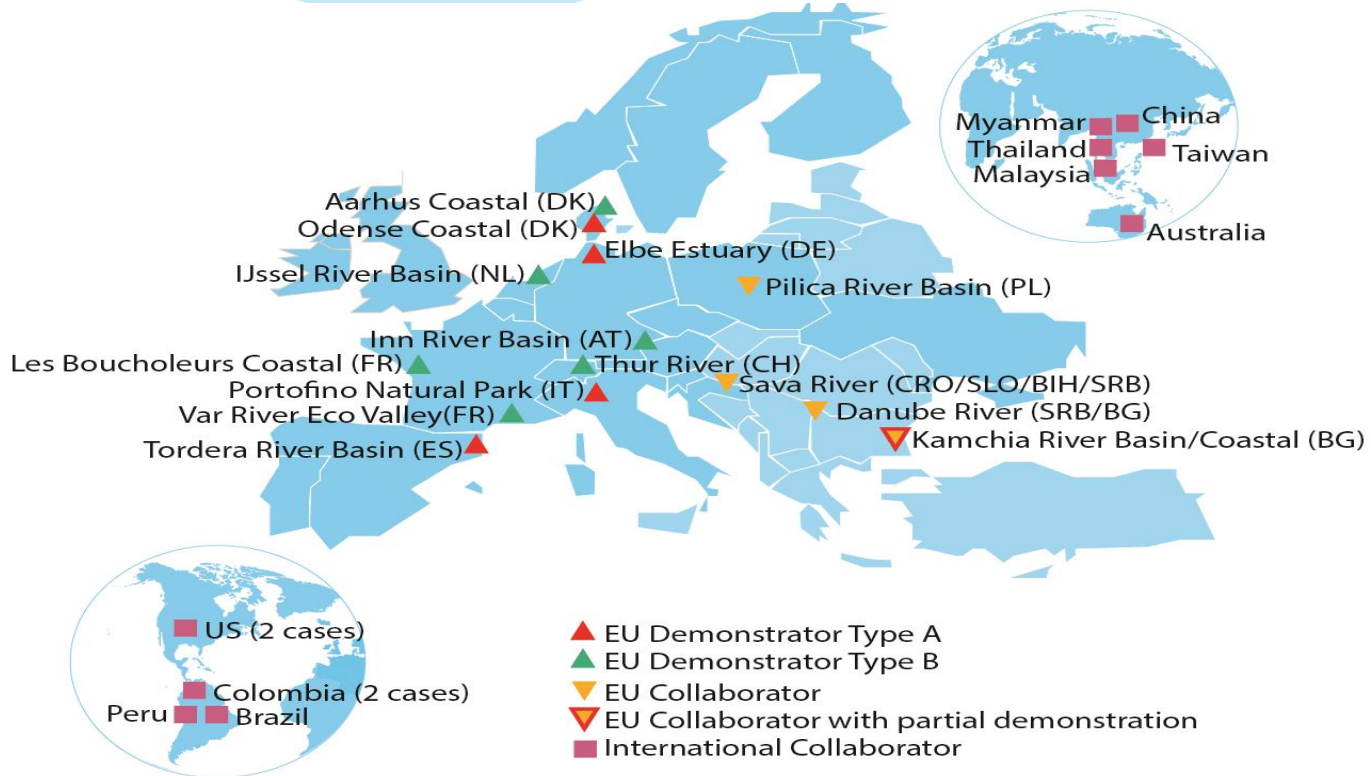 Myanmar
China
Thailand
Taiwan
Malaysia
Australia
Aarhus Coastal (DK)
Odense Coastal (DK)
Elbe Estuary (DE)
IJssel River Basin (NL)
Pilica River Basin (PL)
Inn River Basin (AT)
Les Boucholeurs Coastal (FR)
Thur River (CH)
Portofino Natural Park (IT)
Sava River (CRO/SLO/BIH/SRB)
Var River Eco Valley(FR)
Danube River (SRB/BG)
Kamchia River Basin/Coastal (BG)
Tordera River Basin (ES)
US (2 cases)
Colombia (2 cases)
Peru
Brazil
EU Demonstrator Type A
EU Demonstrator Type B
EU Collaborator
EU Collaborator with partial demonstration
International Collaborator